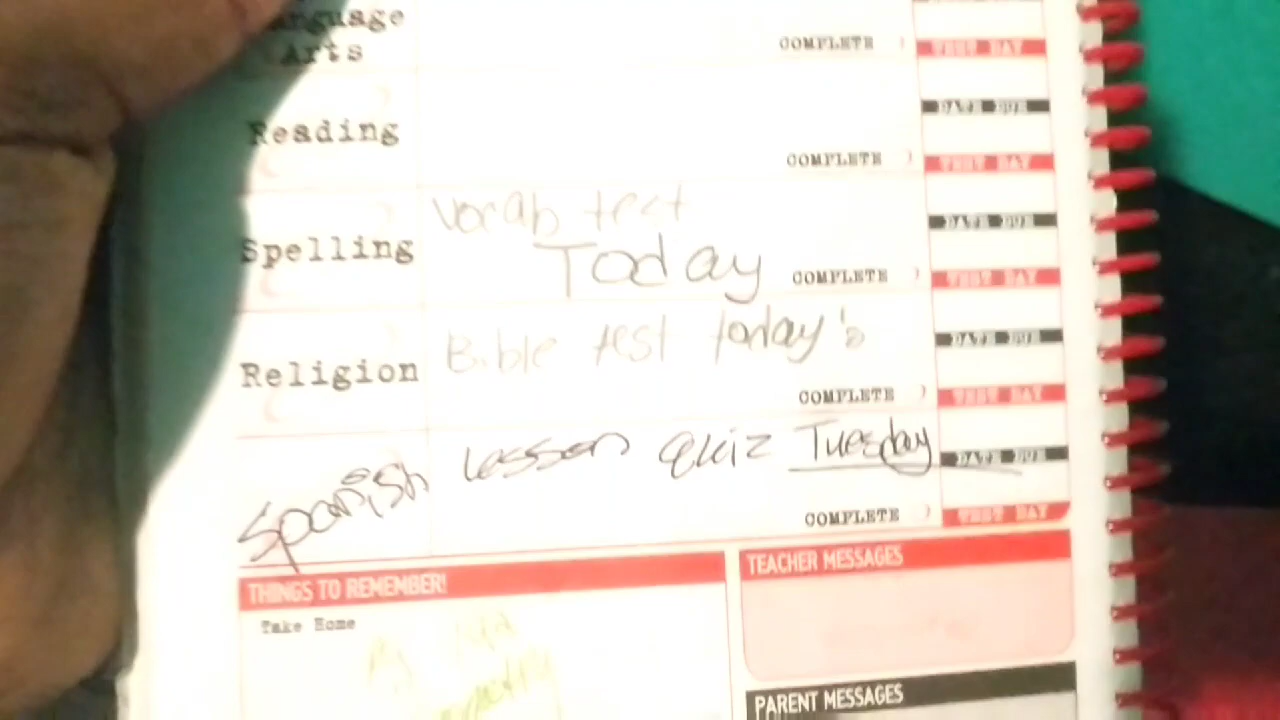 Language
Arts
COMPLETE
TEST DAY
Reading
DATE DUE
COMPLETE
TEST DAY
Spelling
Vocab test
Today
DATE DUE
COMPLETE
TEST DAY
Religion
Bible test today's
DATE DUE
COMPLETE
TEST DAY
Spanish Lesson Quiz Tuesday
DATE DUE
COMPLETE
TEST DAY
THINGS TO REMEMBER!
Take Home
TEACHER MESSAGES
PARENT MESSAGES